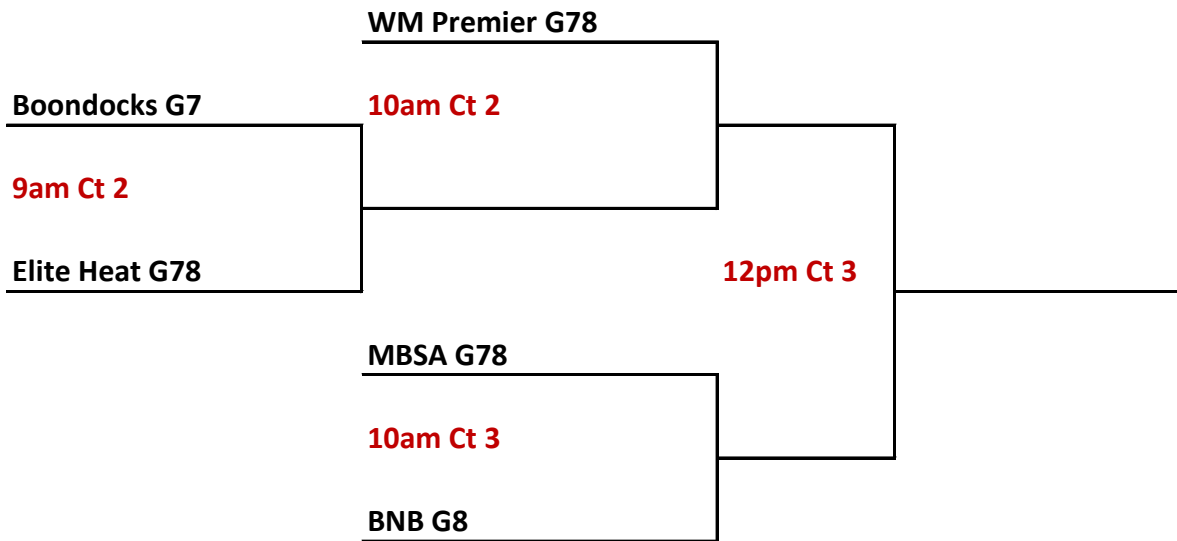 WM Premier G78
Boondocks G7
10am Ct 2
9am Ct 2
Elite Heat G78
12pm Ct 3
MBSA G78
10am Ct 3
BNB G8